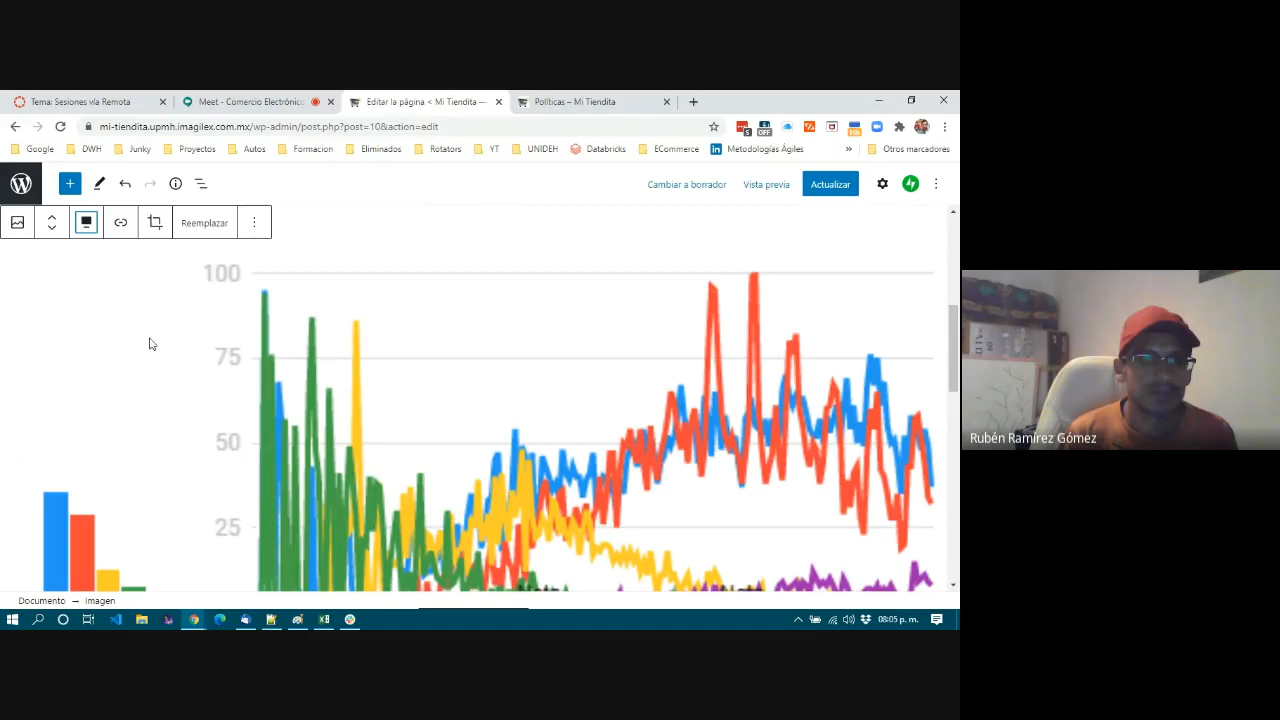 Tema: Sesiones vía Remota
Meet - Comercio Electrónico
Editar la página < Mi Tiendita —
Políticas – Mi Tiendita
mi-tiendita.upmh.imagilex.com.mx/wp-admin/post.php?post=10&action=edit
Google DWH Junky Proyectos Autos Formacion Eliminados Rotators YT UNIDEH Databricks ECommerce Metodologías Ágiles » Otros marcadores
Cambiar a borrador Vista previa Actualizar
Reemplazar
100
75
50
25
Rubén Ramírez Gómez
Documento → Imagen
08:05 p. m.